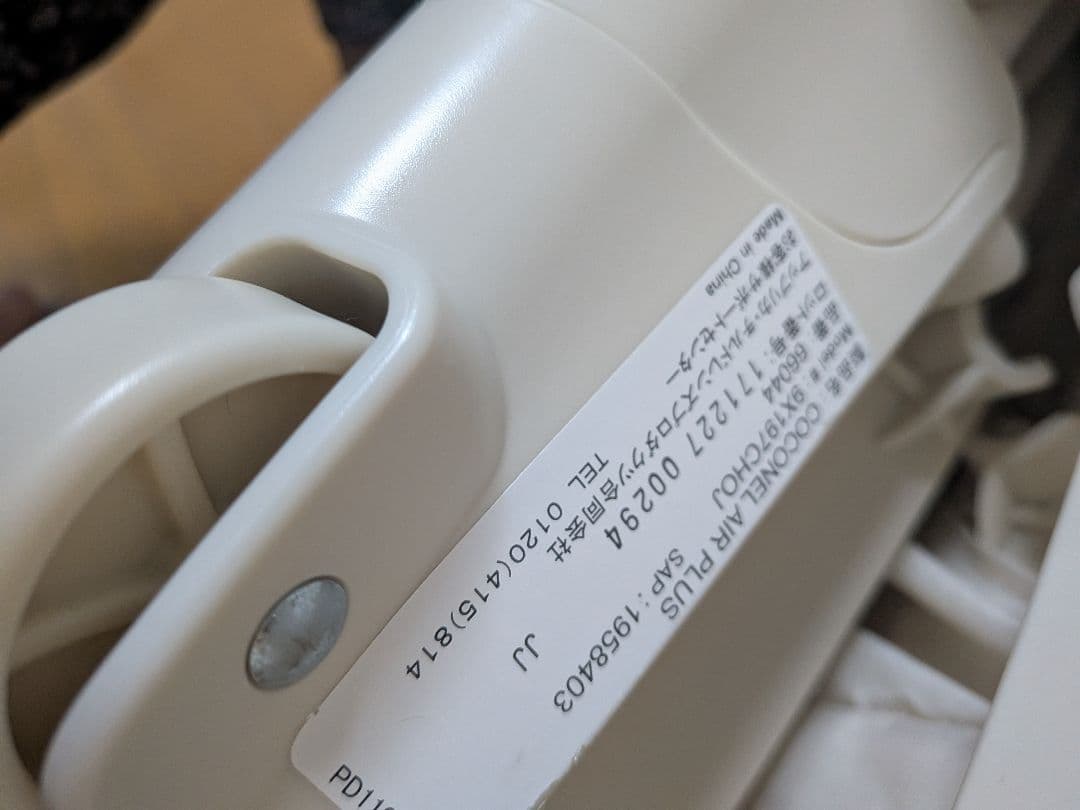 製品名：COCONEL AIR PLUS
Model #：9X197CHOJ SAP：1958403
品番 66044
ロット番号：171227 00294 JJ
アップリカ・チルドレンズプロダクツ合同会社
お客様サポートセンター TEL 0120(415)814
Made in China